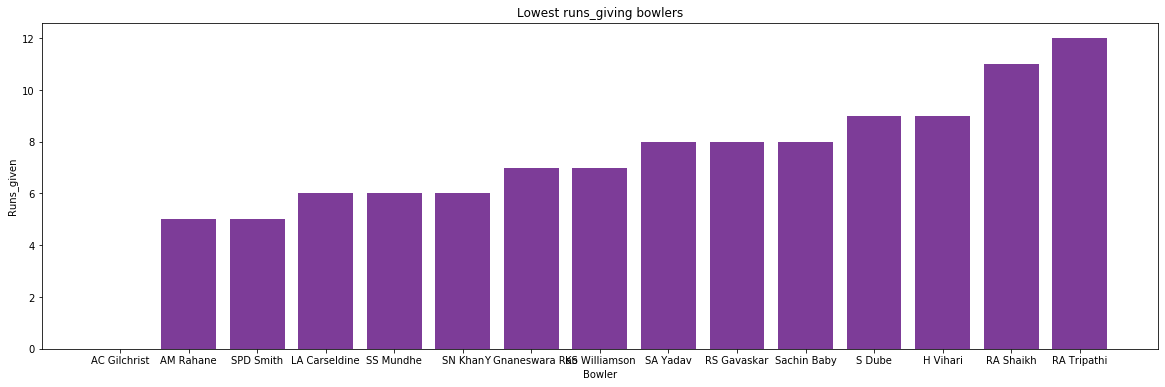 Lowest runs_giving bowlers
Runs_given
12
10
8
6
4
2
0
AC Gilchrist AM Rahane SPD Smith LA Carseldine SS Mundhe SN Khan Y Gnaneswara Rao Williamson SA Yadav RS Gavaskar Sachin Baby S Dube H Vihari RA Shaikh RA Tripathi
Bowler